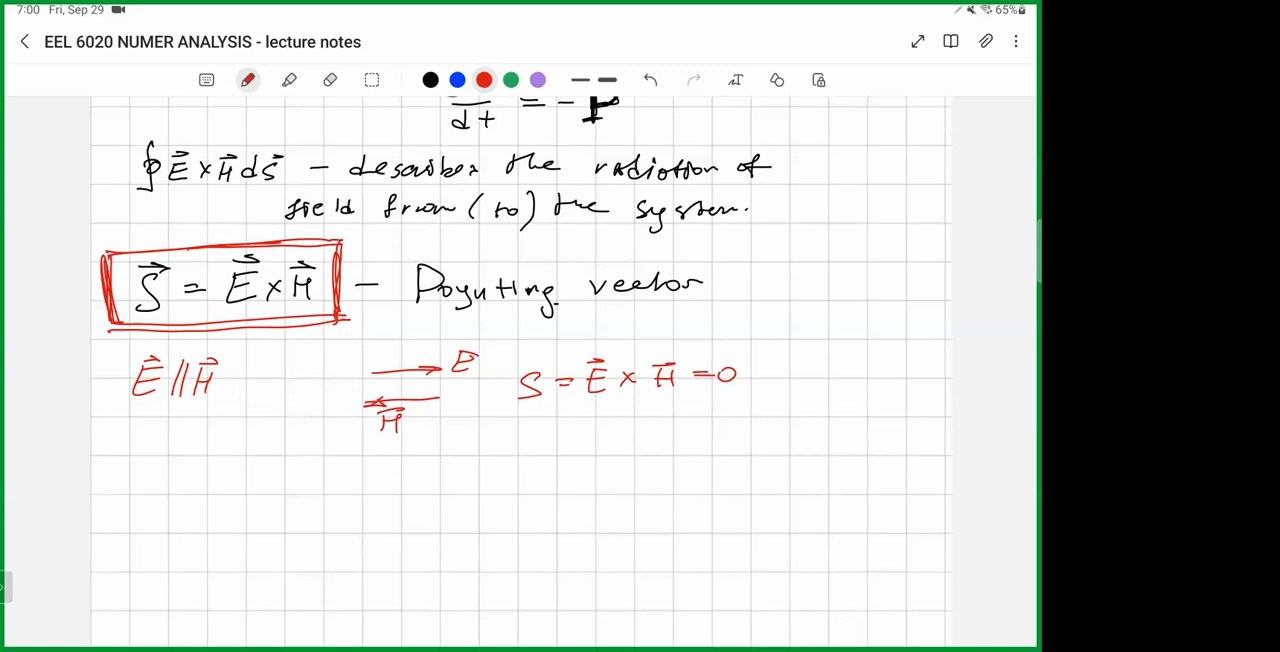 7:00 Fri, Sep 29 65%
EEL 6020 NUMER ANALYSIS - lecture notes
dt = - P
∮ E⃗ × H⃗ dS⃗ - describes the radiation of
field from (to) the system.
S⃗ = E⃗ × H⃗ - Poynting vector
E⃗ // H⃗
E
H⃗
S = E⃗ × H⃗ = 0